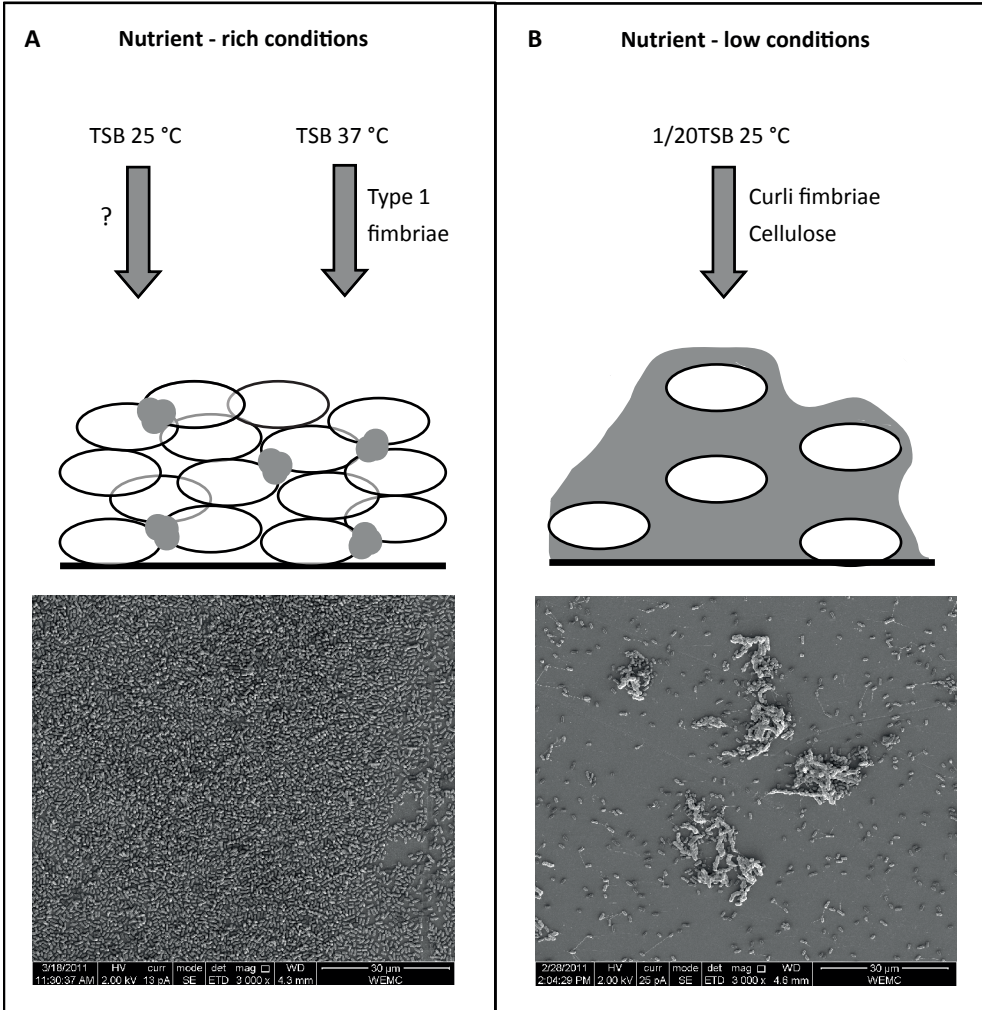 A Nutrient - rich conditions
TSB 25 °C
TSB 37 °C
?
Type 1
fimbriae
3/18/2011 HV curr mode det mag □ WD 30 µm
11:30:37 AM 2.00 kV 13 pA SE ETD 3 000 x 4.3 mm WEMC
B Nutrient - low conditions
1/20TSB 25 °C
Curli fimbriae
Cellulose
2/28/2011 HV curr mode det mag □ WD 30 µm
2:04:29 PM 2.00 kV 25 pA SE ETD 3 000 x 4.6 mm WEMC